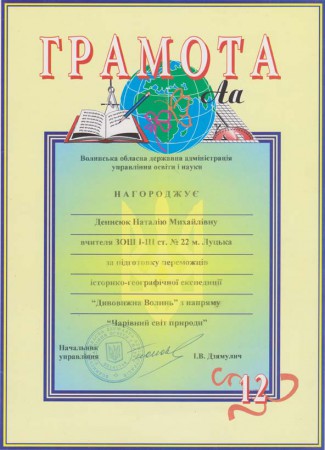 ГРАМОТА
Аа
Волинська обласна державна адміністрація
управління освіти і науки
НАГОРОДЖУЄ
Денисюк Наталію Михайлівну
вчителя ЗОШ І-ІІІ ст. № 22 м. Луцька
за підготовку переможців
історико-географічної експедиції
“Дивовижна Волинь” з напряму
“Чарівний світ природи”
Начальник
управління
І.В. Дзямулич
12